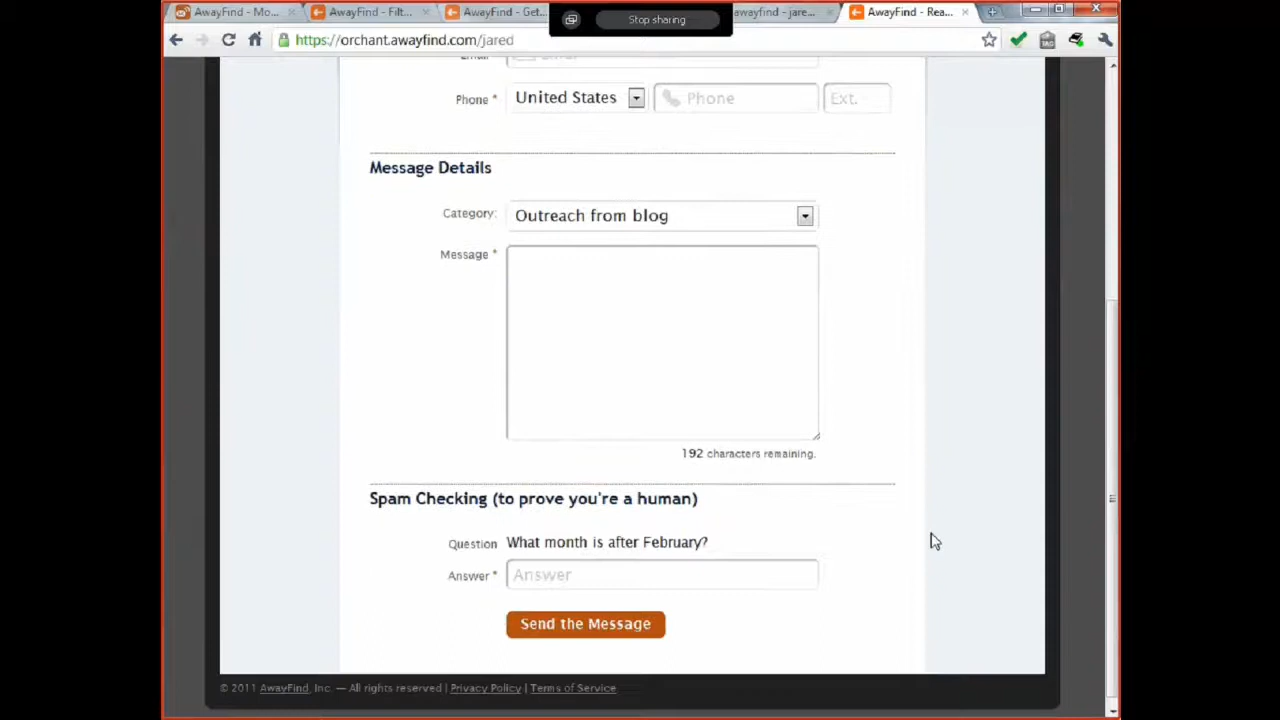 AwayFind - Mo...
AwayFind - Filt...
AwayFind - Get...
Stop sharing
awayfind - jare...
AwayFind - Rea...
https://orchant.awayfind.com/jared
Email
Phone * United States Phone Ext.
Message Details
Category: Outreach from blog
Message *
192 characters remaining.
Spam Checking (to prove you're a human)
Question What month is after February?
Answer * Answer
Send the Message
© 2011 AwayFind, Inc. — All rights reserved | Privacy Policy | Terms of Service